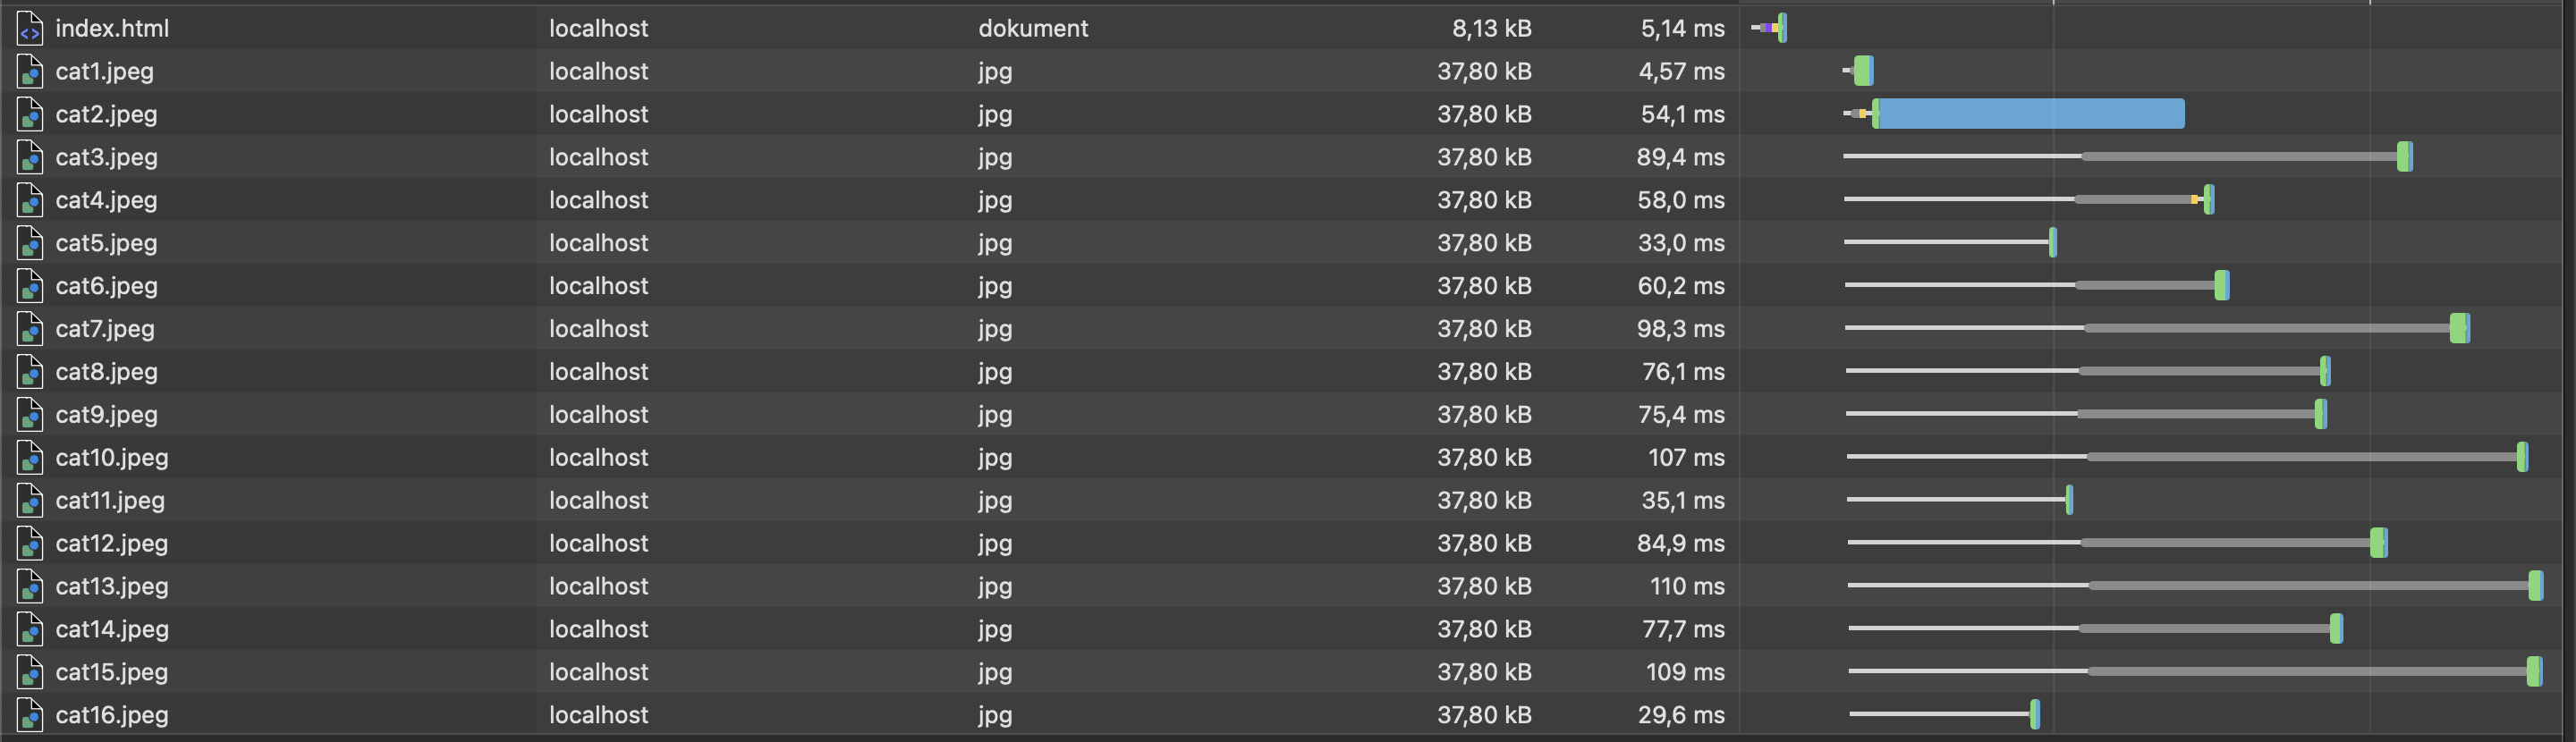 index.html localhost dokument 8,13 kB 5,14 ms
cat1.jpeg localhost jpg 37,80 kB 4,57 ms
cat2.jpeg localhost jpg 37,80 kB 54,1 ms
cat3.jpeg localhost jpg 37,80 kB 89,4 ms
cat4.jpeg localhost jpg 37,80 kB 58,0 ms
cat5.jpeg localhost jpg 37,80 kB 33,0 ms
cat6.jpeg localhost jpg 37,80 kB 60,2 ms
cat7.jpeg localhost jpg 37,80 kB 98,3 ms
cat8.jpeg localhost jpg 37,80 kB 76,1 ms
cat9.jpeg localhost jpg 37,80 kB 75,4 ms
cat10.jpeg localhost jpg 37,80 kB 107 ms
cat11.jpeg localhost jpg 37,80 kB 35,1 ms
cat12.jpeg localhost jpg 37,80 kB 84,9 ms
cat13.jpeg localhost jpg 37,80 kB 110 ms
cat14.jpeg localhost jpg 37,80 kB 77,7 ms
cat15.jpeg localhost jpg 37,80 kB 109 ms
cat16.jpeg localhost jpg 37,80 kB 29,6 ms